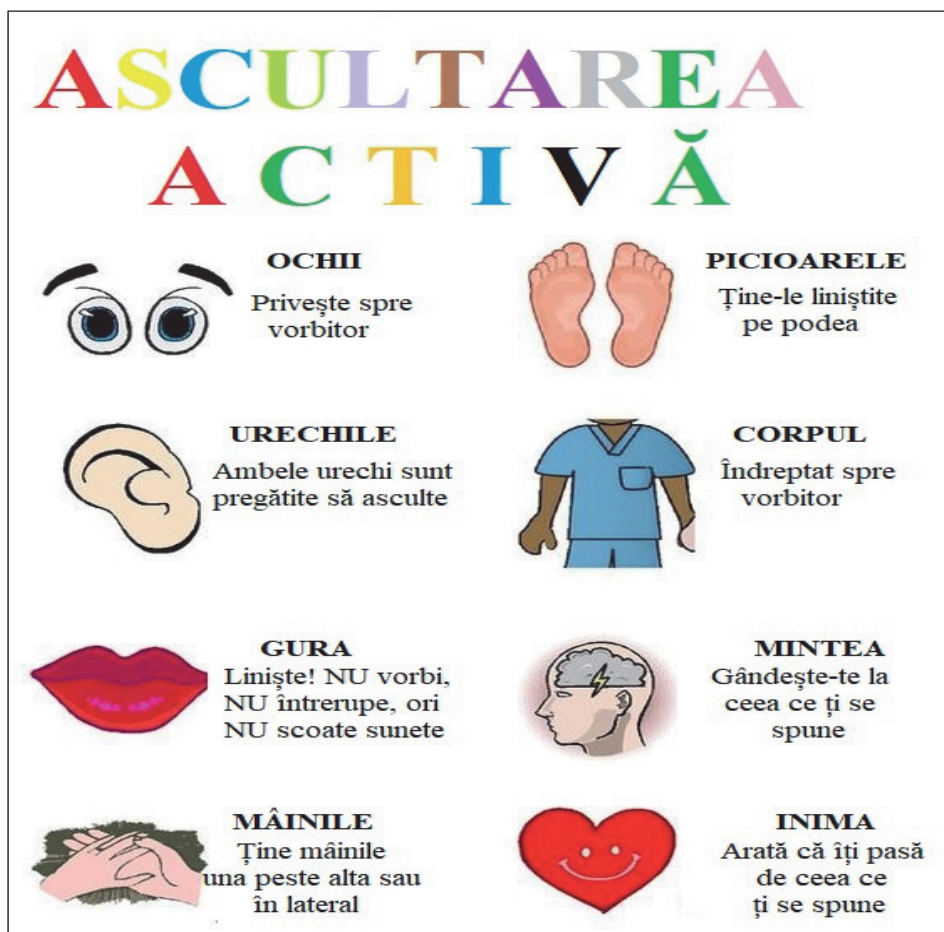 ASCULTAREA
ACTIVĂ
OCHII
Privește spre
vorbitor
PICIOARELE
Ține-le liniștite
pe podea
URECHILE
Ambele urechi sunt
pregătite să asculte
CORPUL
Îndreptat spre
vorbitor
GURA
Liniște! NU vorbi,
NU întrerupe, ori
NU scoate sunete
MINTEA
Gândește-te la
ceea ce ți se
spune
MÂINILE
Ține mâinile
una peste alta sau
în lateral
INIMA
Arată că îți pasă
de ceea ce
ți se spune